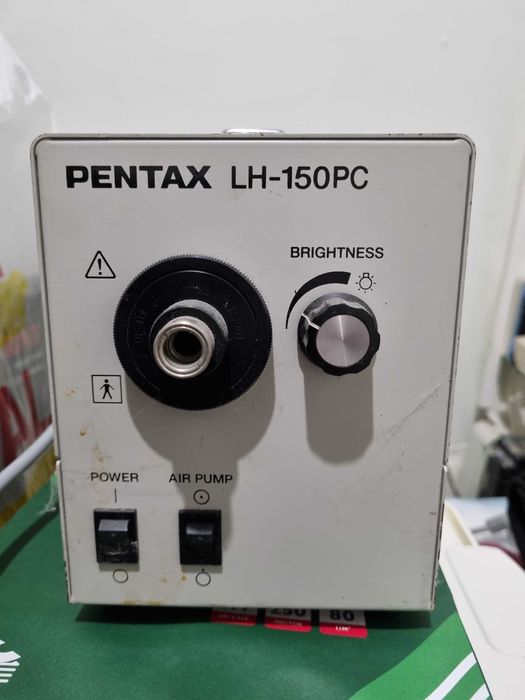 PENTAX LH-150PC
BRIGHTNESS
POWER
AIR PUMP
250
80